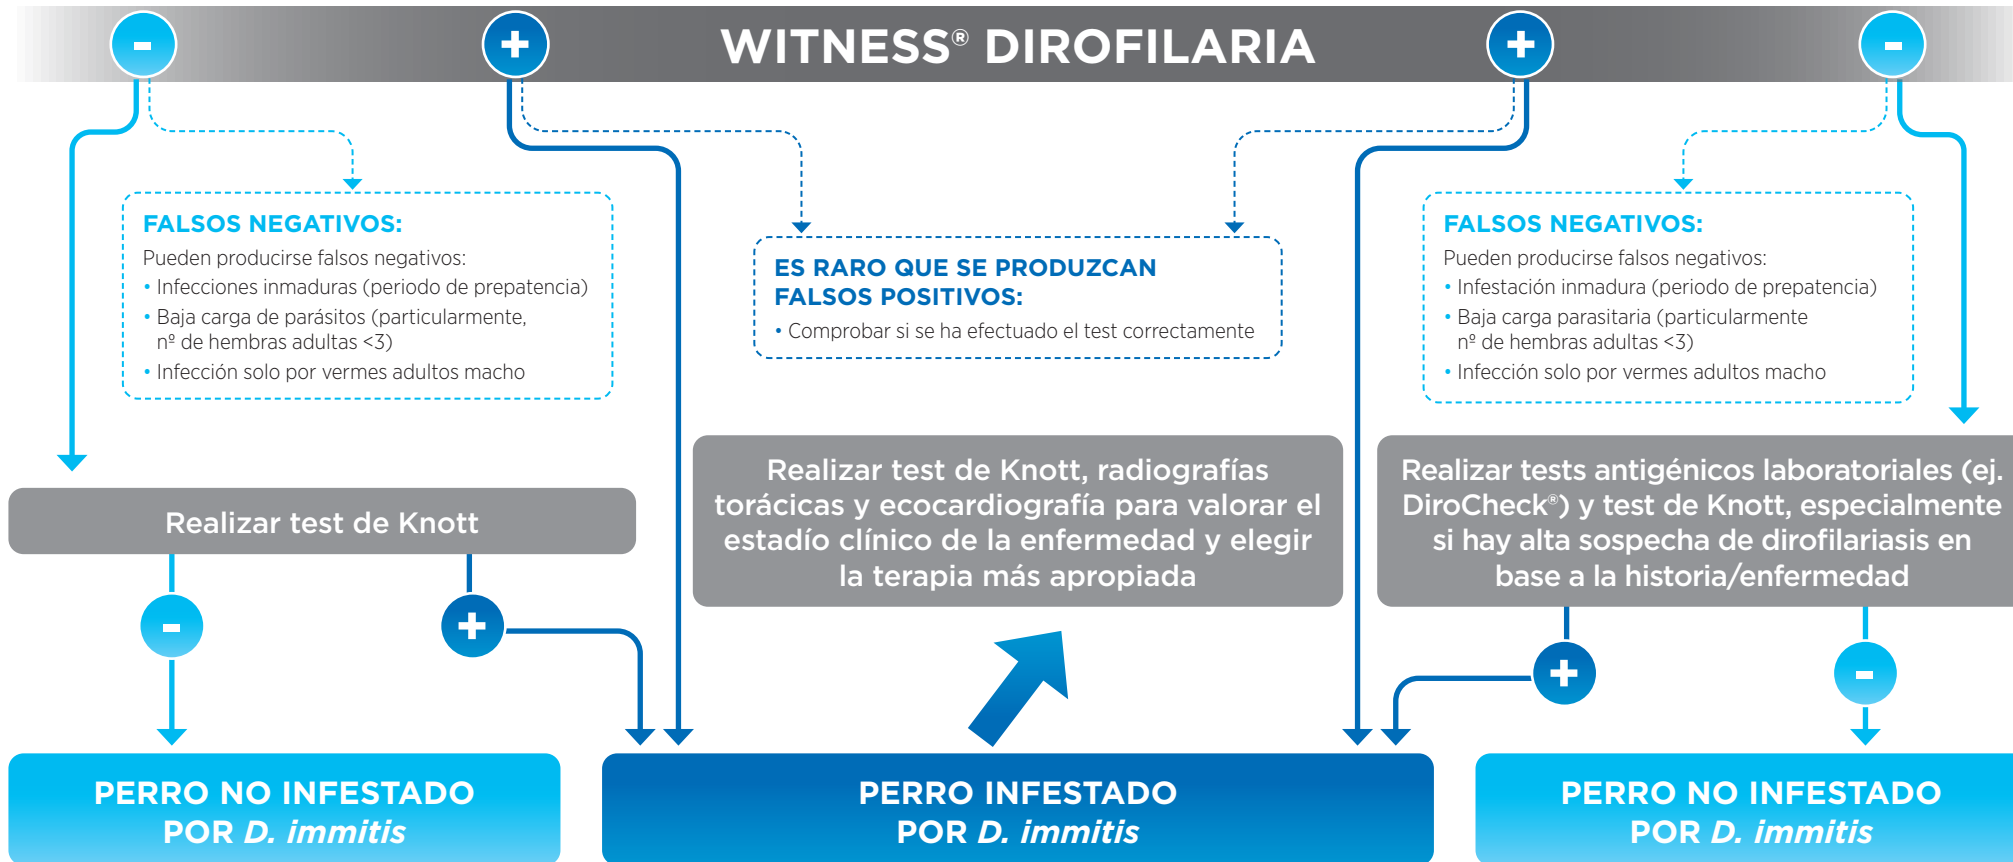 WITNESS® DIROFILARIA
-
+
+
-
FALSOS NEGATIVOS:
Pueden producirse falsos negativos:
• Infecciones inmaduras (periodo de prepatencia)
• Baja carga de parásitos (particularmente,
nº de hembras adultas <3)
• Infección solo por vermes adultos macho
ES RARO QUE SE PRODUZCAN
FALSOS POSITIVOS:
• Comprobar si se ha efectuado el test correctamente
FALSOS NEGATIVOS:
Pueden producirse falsos negativos:
• Infestación inmadura (periodo de prepatencia)
• Baja carga parasitaria (particularmente
nº de hembras adultas <3)
• Infección solo por vermes adultos macho
Realizar test de Knott
Realizar test de Knott, radiografías
torácicas y ecocardiografía para valorar el
estadío clínico de la enfermedad y elegir
la terapia más apropiada
Realizar tests antigénicos laboratoriales (ej.
DiroCheck®) y test de Knott, especialmente
si hay alta sospecha de dirofilariasis en
base a la historia/enfermedad
-
+
+
-
PERRO NO INFESTADO
POR D. immitis
PERRO INFESTADO
POR D. immitis
PERRO NO INFESTADO
POR D. immitis